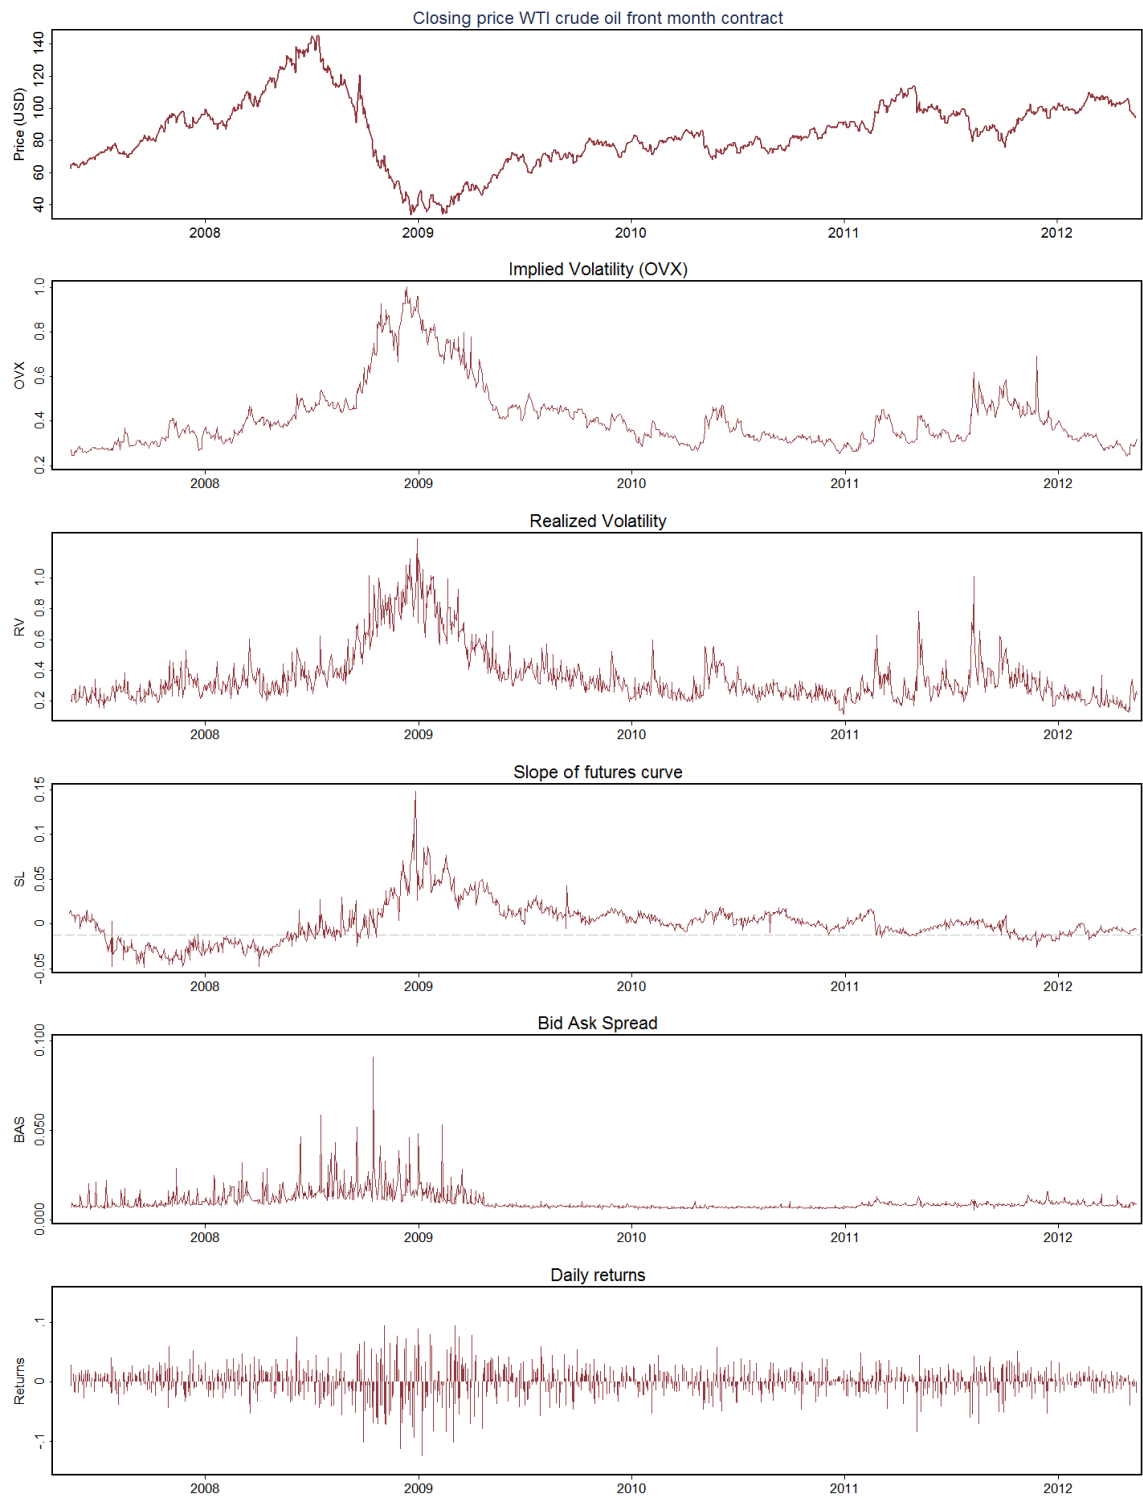 Closing price WTI crude oil front month contract
Price (USD)
140
120
100
80
60
40
2008 2009 2010 2011 2012
Implied Volatility (OVX)
OVX
1.0
0.8
0.6
0.4
0.2
2008 2009 2010 2011 2012
Realized Volatility
RV
1.0
0.8
0.6
0.4
0.2
2008 2009 2010 2011 2012
Slope of futures curve
SL
0.15
0.1
0.05
0
-0.05
2008 2009 2010 2011 2012
Bid Ask Spread
BAS
0.100
0.050
0.000
2008 2009 2010 2011 2012
Daily returns
Returns
.1
0
-.1
2008 2009 2010 2011 2012